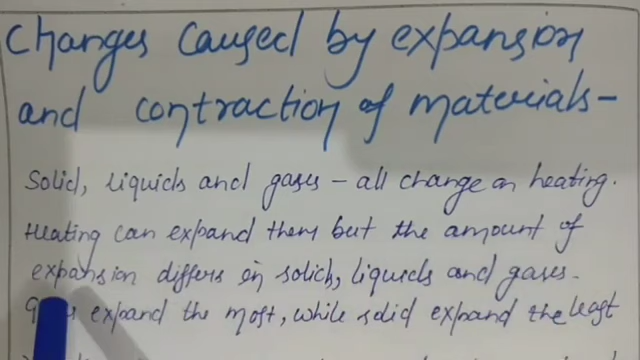 Changes Caused by expansion
and contraction of materials-
Solid, liquids and gases - all change on heating.
Heating can expand them but the amount of
expansion differs in solids, liquids and gases.
expand the most, while solid expand the least